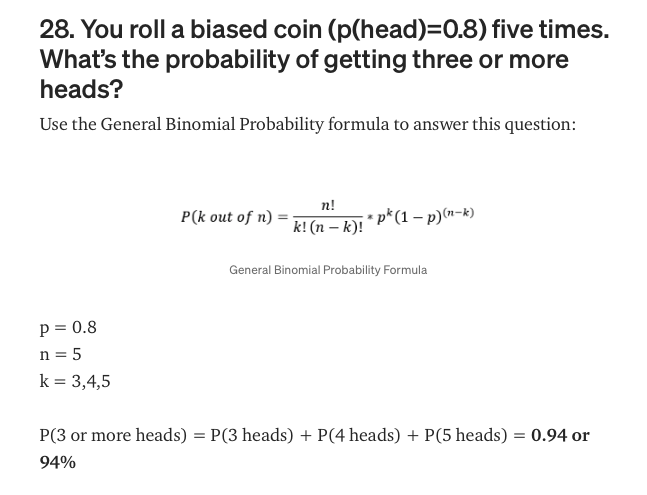 28. You roll a biased coin (p(head)=0.8) five times.
What’s the probability of getting three or more
heads?
Use the General Binomial Probability formula to answer this question:
P(k out of n) = n! / k! (n − k)! * p^k (1 − p)^(n−k)
General Binomial Probability Formula
p = 0.8
n = 5
k = 3,4,5
P(3 or more heads) = P(3 heads) + P(4 heads) + P(5 heads) = 0.94 or
94%